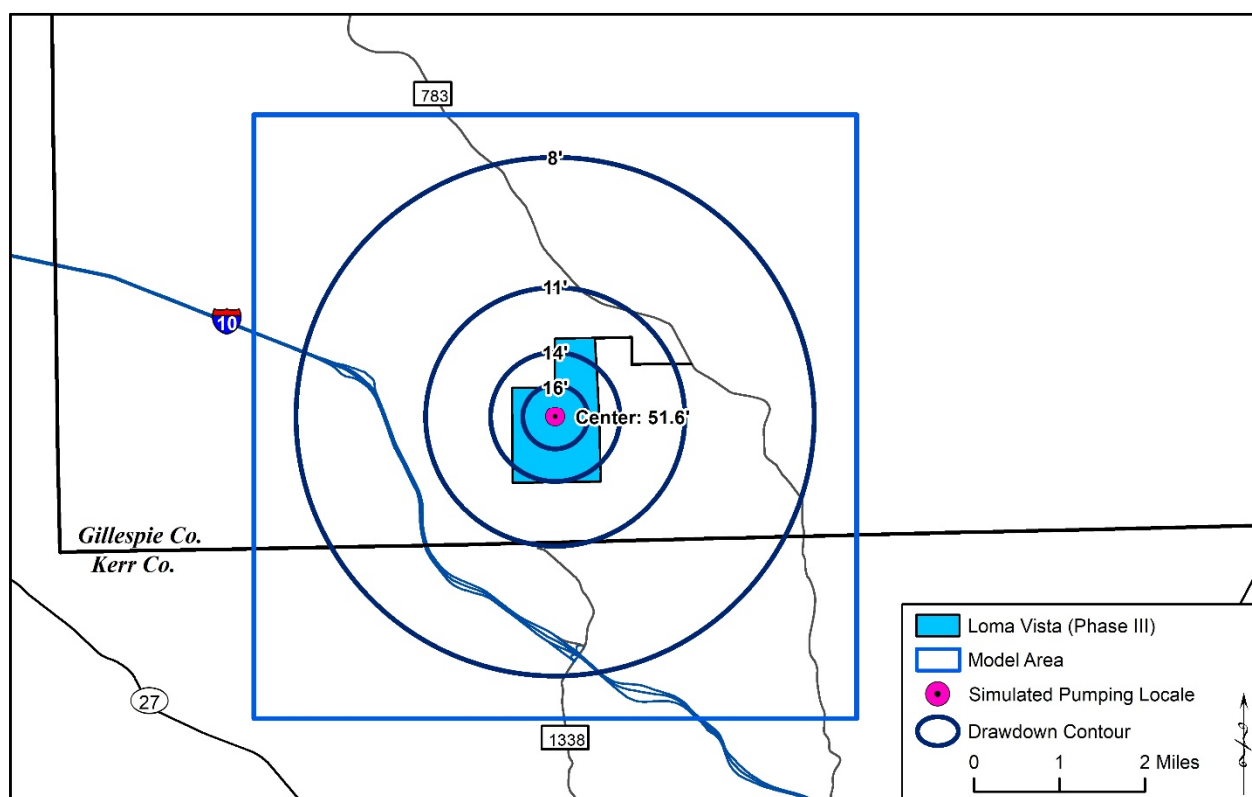 783
8'
11'
10
14'
16'
Center: 51.6'
Gillespie Co.
Kerr Co.
27
1338
Loma Vista (Phase III)
Model Area
Simulated Pumping Locale
Drawdown Contour
0 1 2 Miles